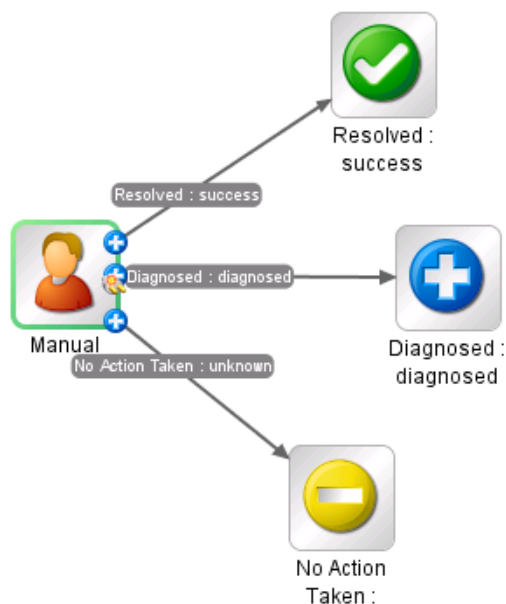 Resolved :
success
Resolved : success
Diagnosed : diagnosed
Manual
Diagnosed :
diagnosed
No Action Taken : unknown
No Action
Taken :